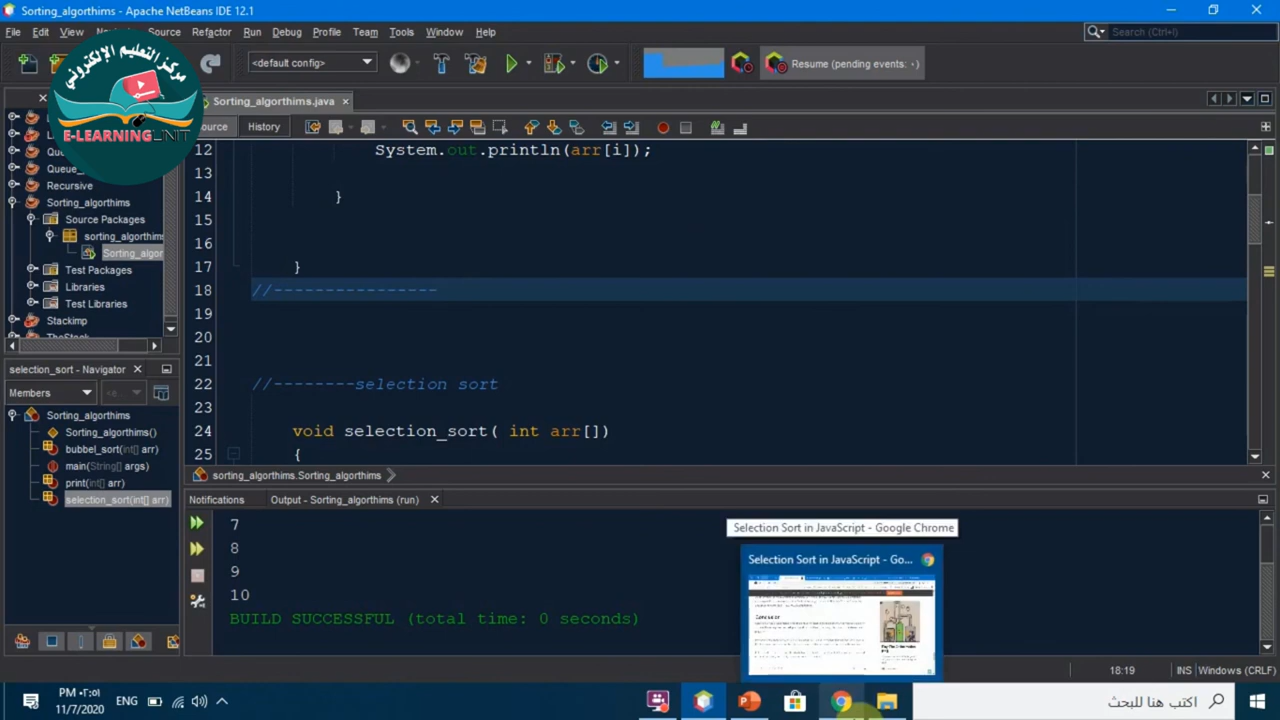 Sorting_algorthims - Apache NetBeans IDE 12.1
File Edit View Source Refactor Run Debug Profile Team Tools Window Help
Search (Ctrl+I)
<default config>
Resume (pending events: ٠)
مركز التعليم الإلكتروني
E-LEARNING UNIT
Sorting_algorthims.java
Source History
Recursive
Sorting_algorthims
Source Packages
sorting_algorthim
Sorting_algor
Test Packages
Libraries
Test Libraries
Stackimp
TheStack
12 System.out.println(arr[i]);
13
14 }
15
16
17 }
18 //----------------
19
20
21
22 //--------selection sort
23
24 void selection_sort( int arr[])
25 {
sorting_algorthims.Sorting_algorthims
selection_sort - Navigator
Members
Sorting_algorthims
Sorting_algorthims()
bubbel_sort(int[] arr)
main(String[] args)
print(int[] arr)
selection_sort(int[] arr)
Notifications Output - Sorting_algorthims (run)
7
8
9
10
BUILD SUCCESSFUL (total time: seconds)
Selection Sort in JavaScript - Google Chrome
Selection Sort in JavaScript - Go...
Conclusion
18:19 INS Windows (CRLF)
ENG
11/7/2020
اكتب هنا للبحث